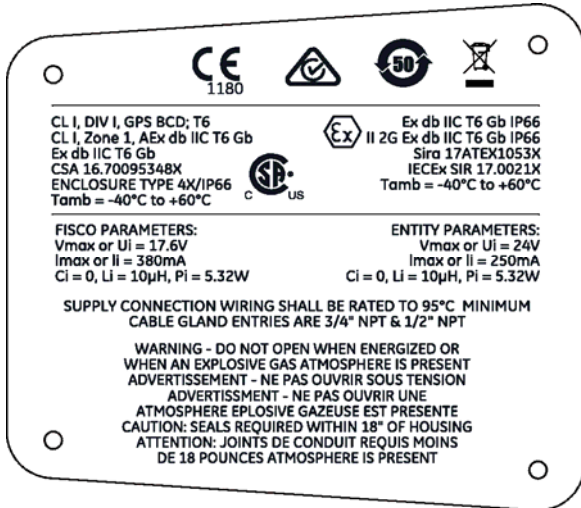 CE
1180
50
CL I, DIV I, GPS BCD; T6
CL I, Zone 1, AEx db IIC T6 Gb
Ex db IIC T6 Gb
CSA 16.70095348X
ENCLOSURE TYPE 4X/IP66
Tamb = -40°C to +60°C
C SA US
Ex
Ex db IIC T6 Gb IP66
II 2G Ex db IIC T6 Gb IP66
Sira 17ATEX1053X
IECEx SIR 17.0021X
Tamb = -40°C to +60°C
FISCO PARAMETERS:
Vmax or Ui = 17.6V
Imax or Ii = 380mA
Ci = 0, Li = 10µH, Pi = 5.32W
ENTITY PARAMETERS:
Vmax or Ui = 24V
Imax or Ii = 250mA
Ci = 0, Li = 10µH, Pi = 5.32W
SUPPLY CONNECTION WIRING SHALL BE RATED TO 95°C MINIMUM
CABLE GLAND ENTRIES ARE 3/4" NPT & 1/2" NPT
WARNING - DO NOT OPEN WHEN ENERGIZED OR
WHEN AN EXPLOSIVE GAS ATMOSPHERE IS PRESENT
ADVERTISSEMENT - NE PAS OUVRIR SOUS TENSION
ADVERTISSMENT - NE PAS OUVRIR UNE
ATMOSPHERE EPLOSIVE GAZEUSE EST PRESENTE
CAUTION: SEALS REQUIRED WITHIN 18" OF HOUSING
ATTENTION: JOINTS DE CONDUIT REQUIS MOINS
DE 18 POUNCES ATMOSPHERE IS PRESENT